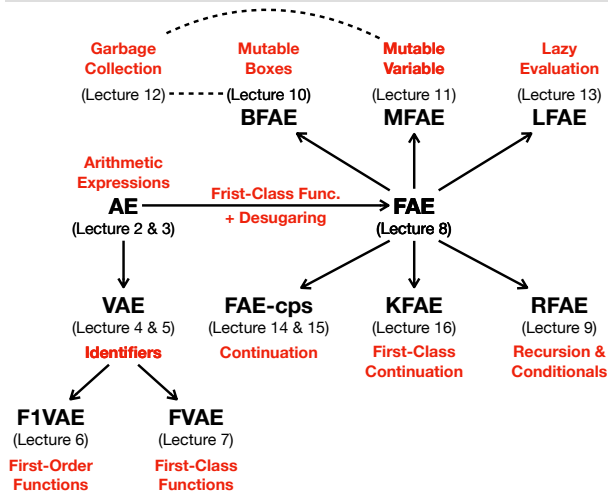 Garbage
Collection
(Lecture 12)
Mutable
Boxes
(Lecture 10)
BFAE
Mutable
Variable
(Lecture 11)
MFAE
Lazy
Evaluation
(Lecture 13)
LFAE
Arithmetic
Expressions
AE
(Lecture 2 & 3)
Frist-Class Func.
+ Desugaring
FAE
(Lecture 8)
VAE
(Lecture 4 & 5)
Identifiers
FAE-cps
(Lecture 14 & 15)
Continuation
KFAE
(Lecture 16)
First-Class
Continuation
RFAE
(Lecture 9)
Recursion &
Conditionals
F1VAE
(Lecture 6)
First-Order
Functions
FVAE
(Lecture 7)
First-Class
Functions